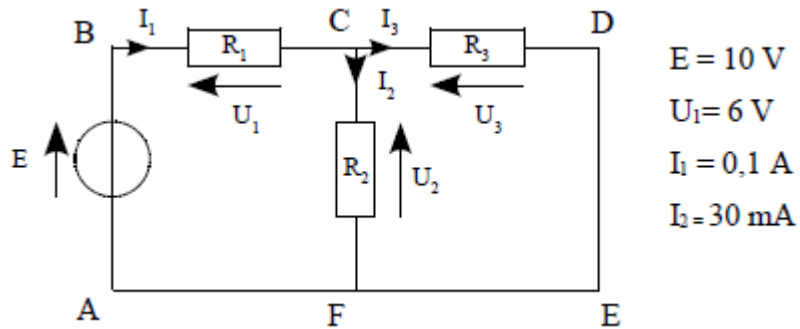 B I₁ R₁ C I₃ R₃ D
I₂
U₁ U₃
E R₂ U₂
A F E
E = 10 V
U₁= 6 V
I₁ = 0,1 A
I₂ = 30 mA